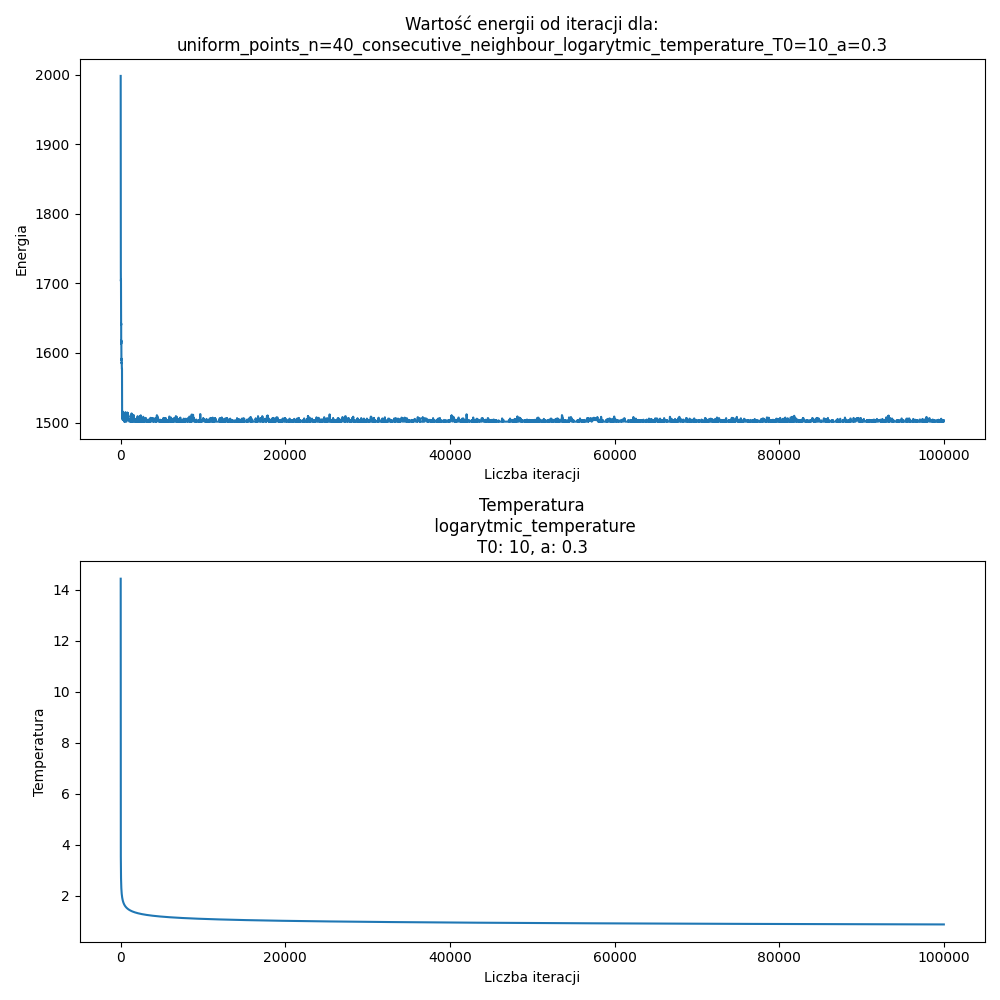 Wartość energii od iteracji dla:
uniform_points_n=40_consecutive_neighbour_logarytmic_temperature_T0=10_a=0.3
2000
1900
1800
1700
1600
1500
Energia
0 20000 40000 60000 80000 100000
Liczba iteracji
Temperatura
logarytmic_temperature
T0: 10, a: 0.3
14
12
10
8
6
4
2
Temperatura
0 20000 40000 60000 80000 100000
Liczba iteracji